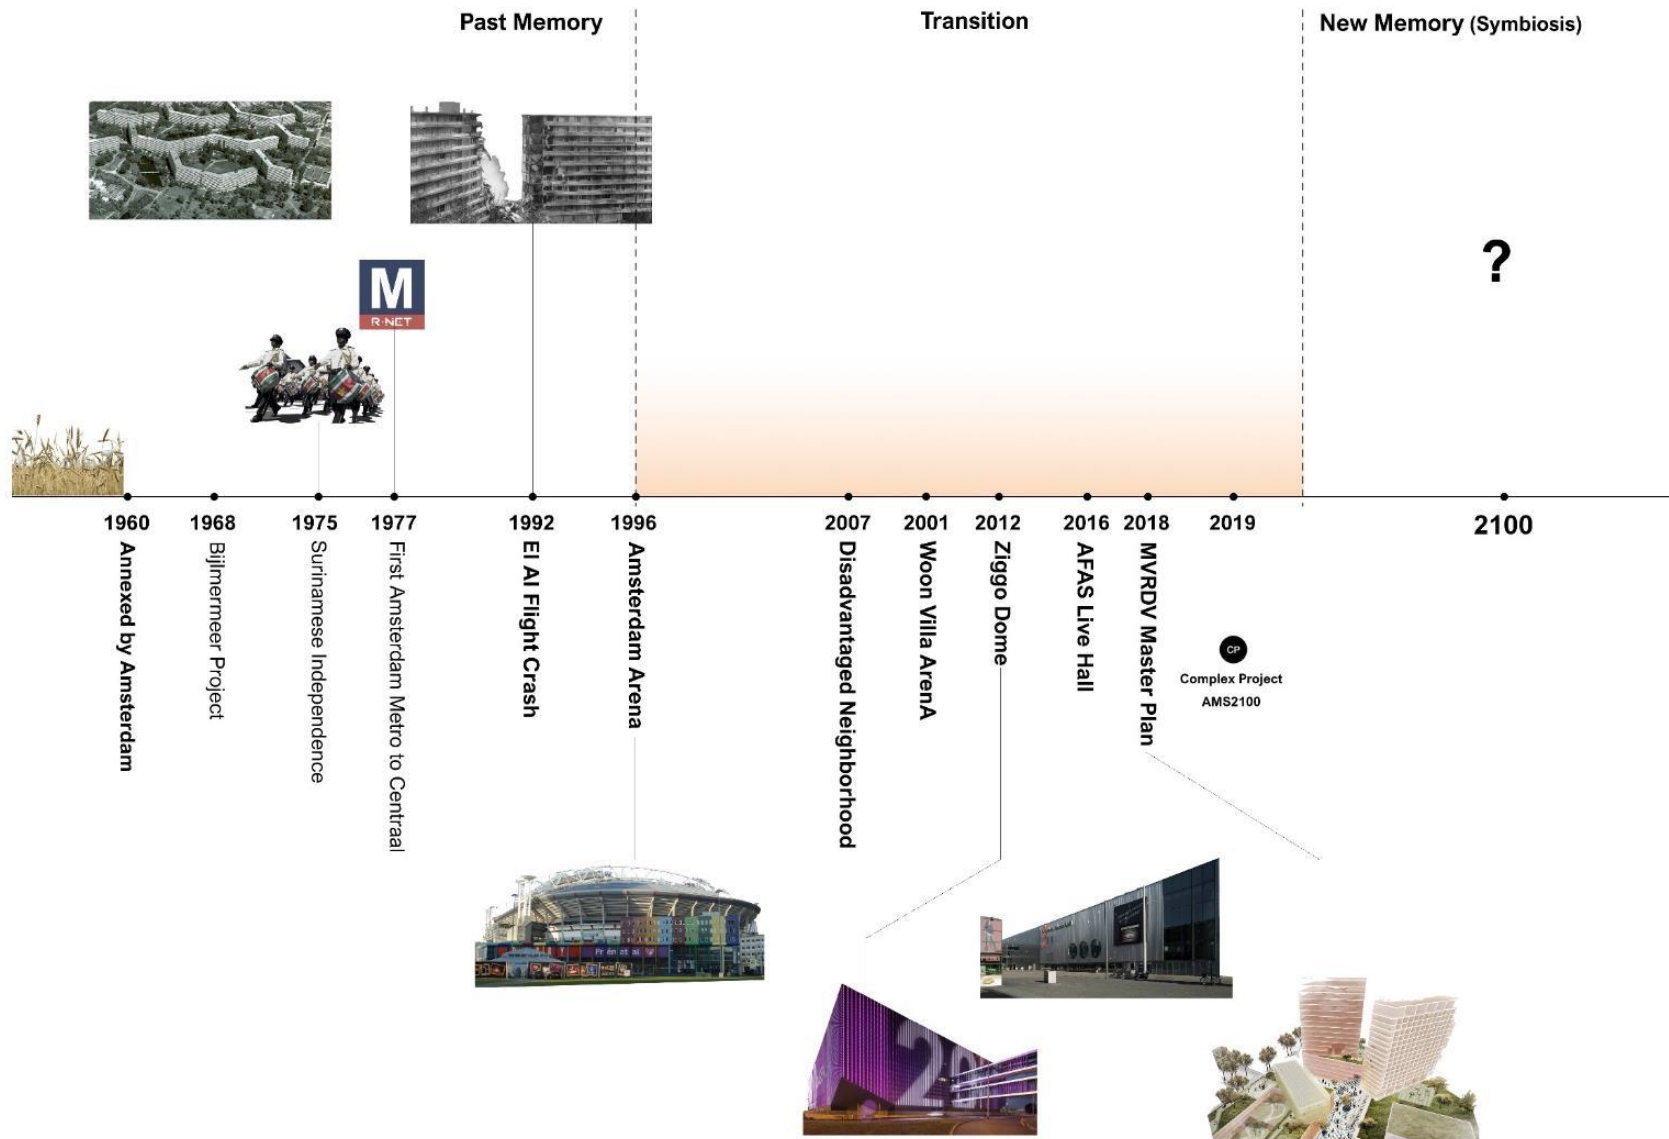 Past Memory
Transition
New Memory (Symbiosis)
M
R-NET
?
1960
1968
1975
1977
1992
1996
2007
2001
2012
2016
2018
2019
2100
Annexed by Amsterdam
Bijlmermeer Project
Surinamese Independence
First Amsterdam Metro to Centraal
El Al Flight Crash
Amsterdam Arena
Disadvantaged Neighborhood
Woon Villa ArenA
Ziggo Dome
AFAS Live Hall
MVRDV Master Plan
CP
Complex Project
AMS2100